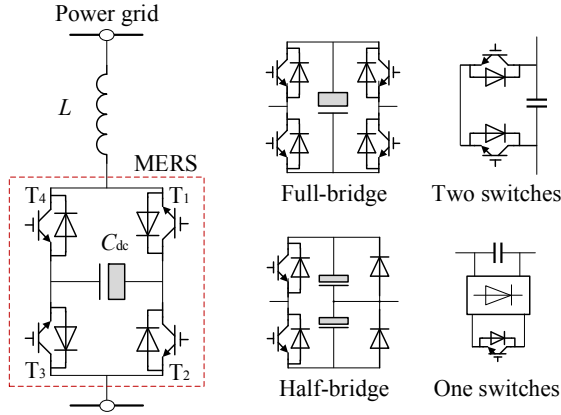 Power grid
L
MERS
T4
T1
Cdc
T3
T2
Full-bridge
Two switches
Half-bridge
One switches